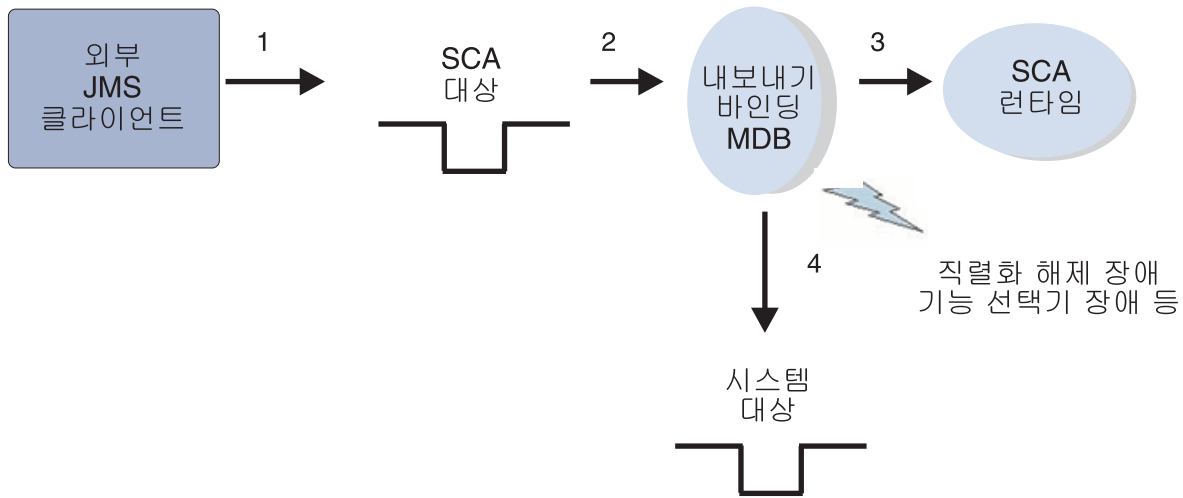 외부
JMS
클라이언트
1
SCA
대상
2
내보내기
바인딩
MDB
3
SCA
런타임
4
직렬화 해제 장애
기능 선택기 장애 등
시스템
대상